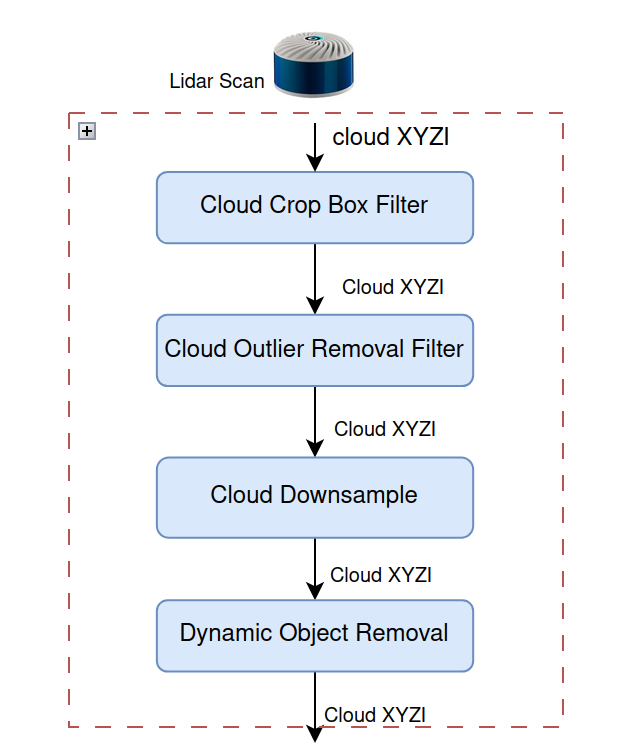 Lidar Scan
cloud XYZI
Cloud Crop Box Filter
Cloud XYZI
Cloud Outlier Removal Filter
Cloud XYZI
Cloud Downsample
Cloud XYZI
Dynamic Object Removal
Cloud XYZI